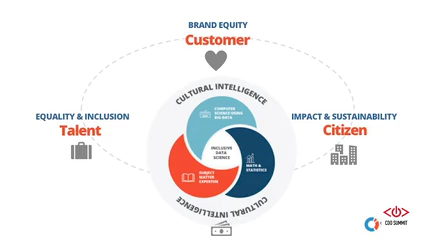 BRAND EQUITY
Customer
EQUALITY & INCLUSION
Talent
IMPACT & SUSTAINABILITY
Citizen
CULTURAL INTELLIGENCE
COMPUTER
SCIENCE USING
BIG DATA
INCLUSIVE
DATA
SCIENCE
MATH &
STATISTICS
SUBJECT
MATTER
EXPERTISE
CULTURAL INTELLIGENCE
CDO SUMMIT